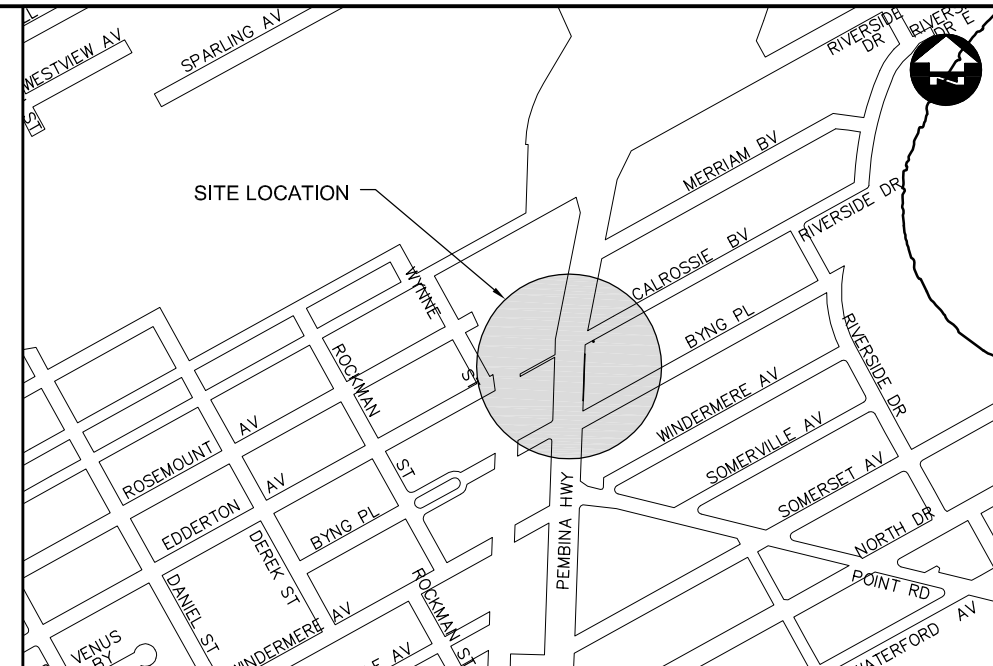 WESTVIEW AV
SPARLING AV
ST
RIVERSIDE
DR
DR E
N
MERRIAM BV
SITE LOCATION
RIVERSIDE DR
CALROSSIE BV
WYNNE
ST
BYNG PL
ROCKMAN
ST
RIVERSIDE DR
WINDERMERE AV
SOMERVILLE AV
ROSEMOUNT AV
SOMERSET AV
EDDERTON AV
BYNG PL
NORTH DR
PEMBINA HWY
DEREK ST
POINT RD
DANIEL ST
ROCKMAN ST
WINDERMERE AV
AV
VENUS